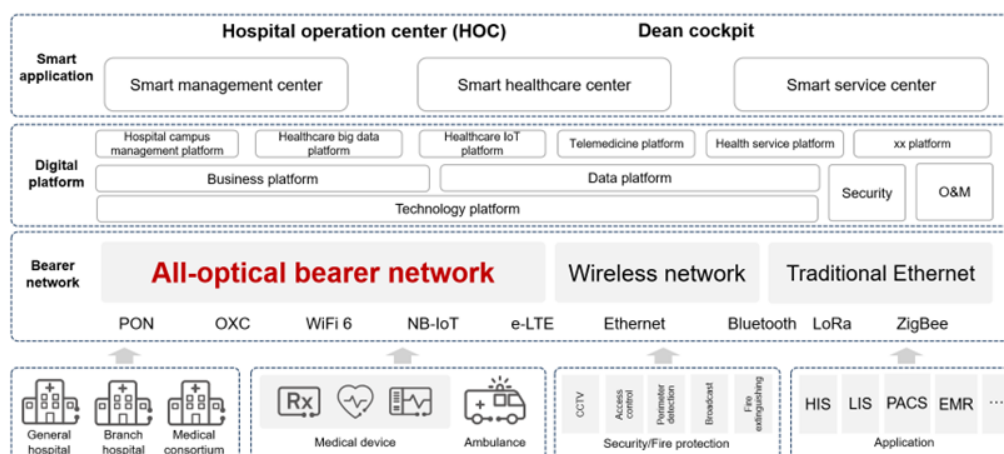 Hospital operation center (HOC)
Dean cockpit
Smart
application
Smart management center
Smart healthcare center
Smart service center
Digital
platform
Hospital campus
management platform
Healthcare big data
platform
Healthcare IoT
platform
Telemedicine platform
Health service platform
xx platform
Business platform
Data platform
Security
O&M
Technology platform
Bearer
network
All-optical bearer network
Wireless network
Traditional Ethernet
PON
OXC
WiFi 6
NB-IoT
e-LTE
Ethernet
Bluetooth
LoRa
ZigBee
General
hospital
Branch
hospital
Medical
consortium
Rx
Medical device
Ambulance
CCTV
Access
control
Perimeter
detection
Broadcast
Fire
extinguishing
Security/Fire protection
HIS
LIS
PACS
EMR
...
Application